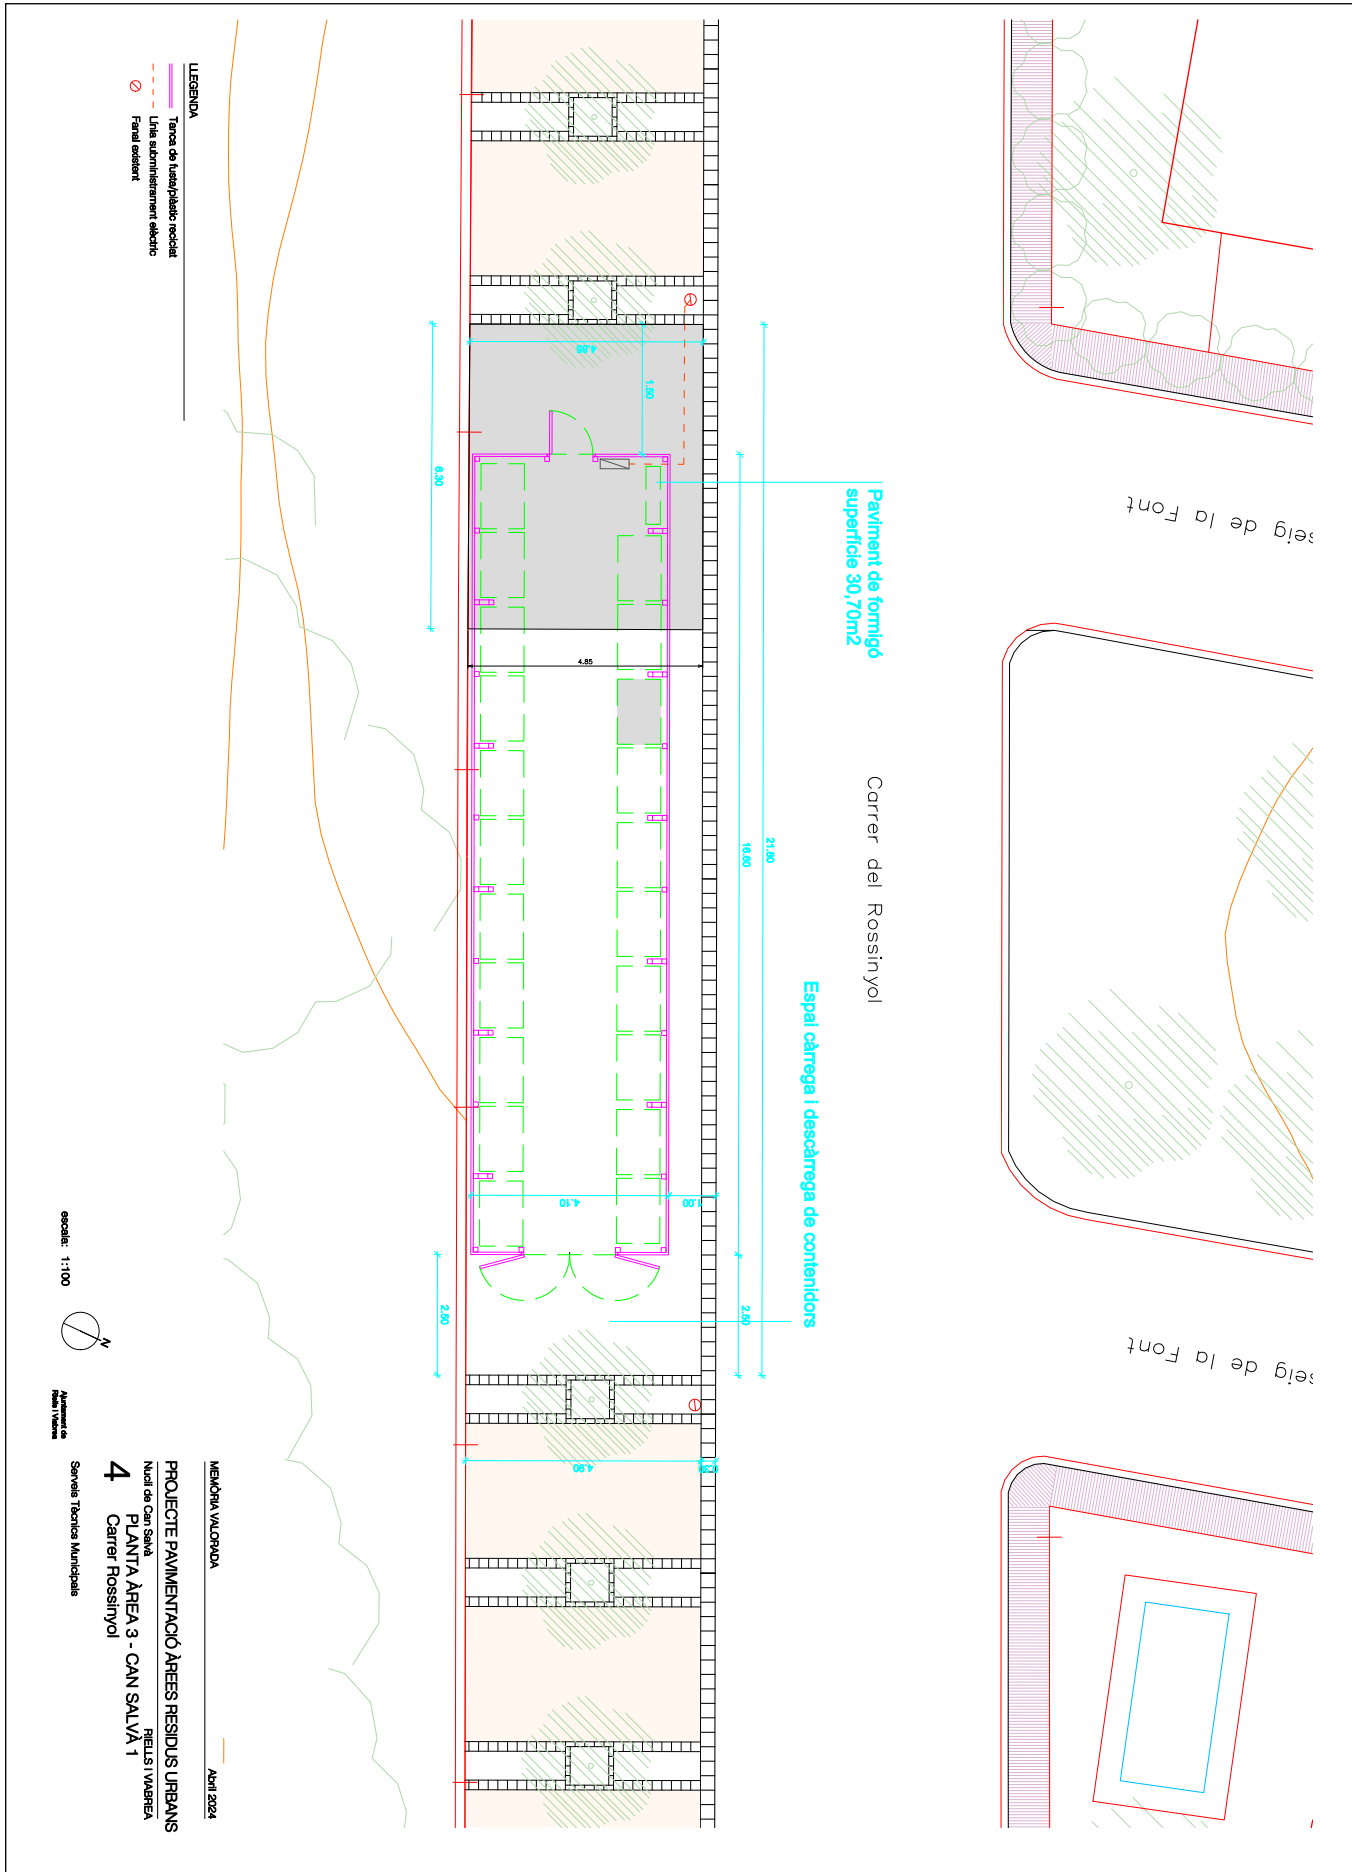 LLEGENDA
Tanca de fusta/plàstic reciclat
Línia subministrament elèctric
Fanal existent
Passeig de la Font
Carrer del Rossinyol
Passeig de la Font
Paviment de formigó
superfície 30,70m2
Espai càrrega i descàrrega de contenidors
4.85
1.50
6.30
4.85
21.80
16.60
4.10
1.00
2.50
2.50
4.90
0.30
escala: 1:100
N
Ajuntament de
Riells i Viabrea
Serveis Tècnics Municipals
MEMÒRIA VALORADA
Abril 2024
PROJECTE PAVIMENTACIÓ ÀREES RESIDUS URBANS
Nucli de Can Salvà
RIELLS I VIABREA
4
PLANTA ÀREA 3 - CAN SALVÀ 1
Carrer Rossinyol